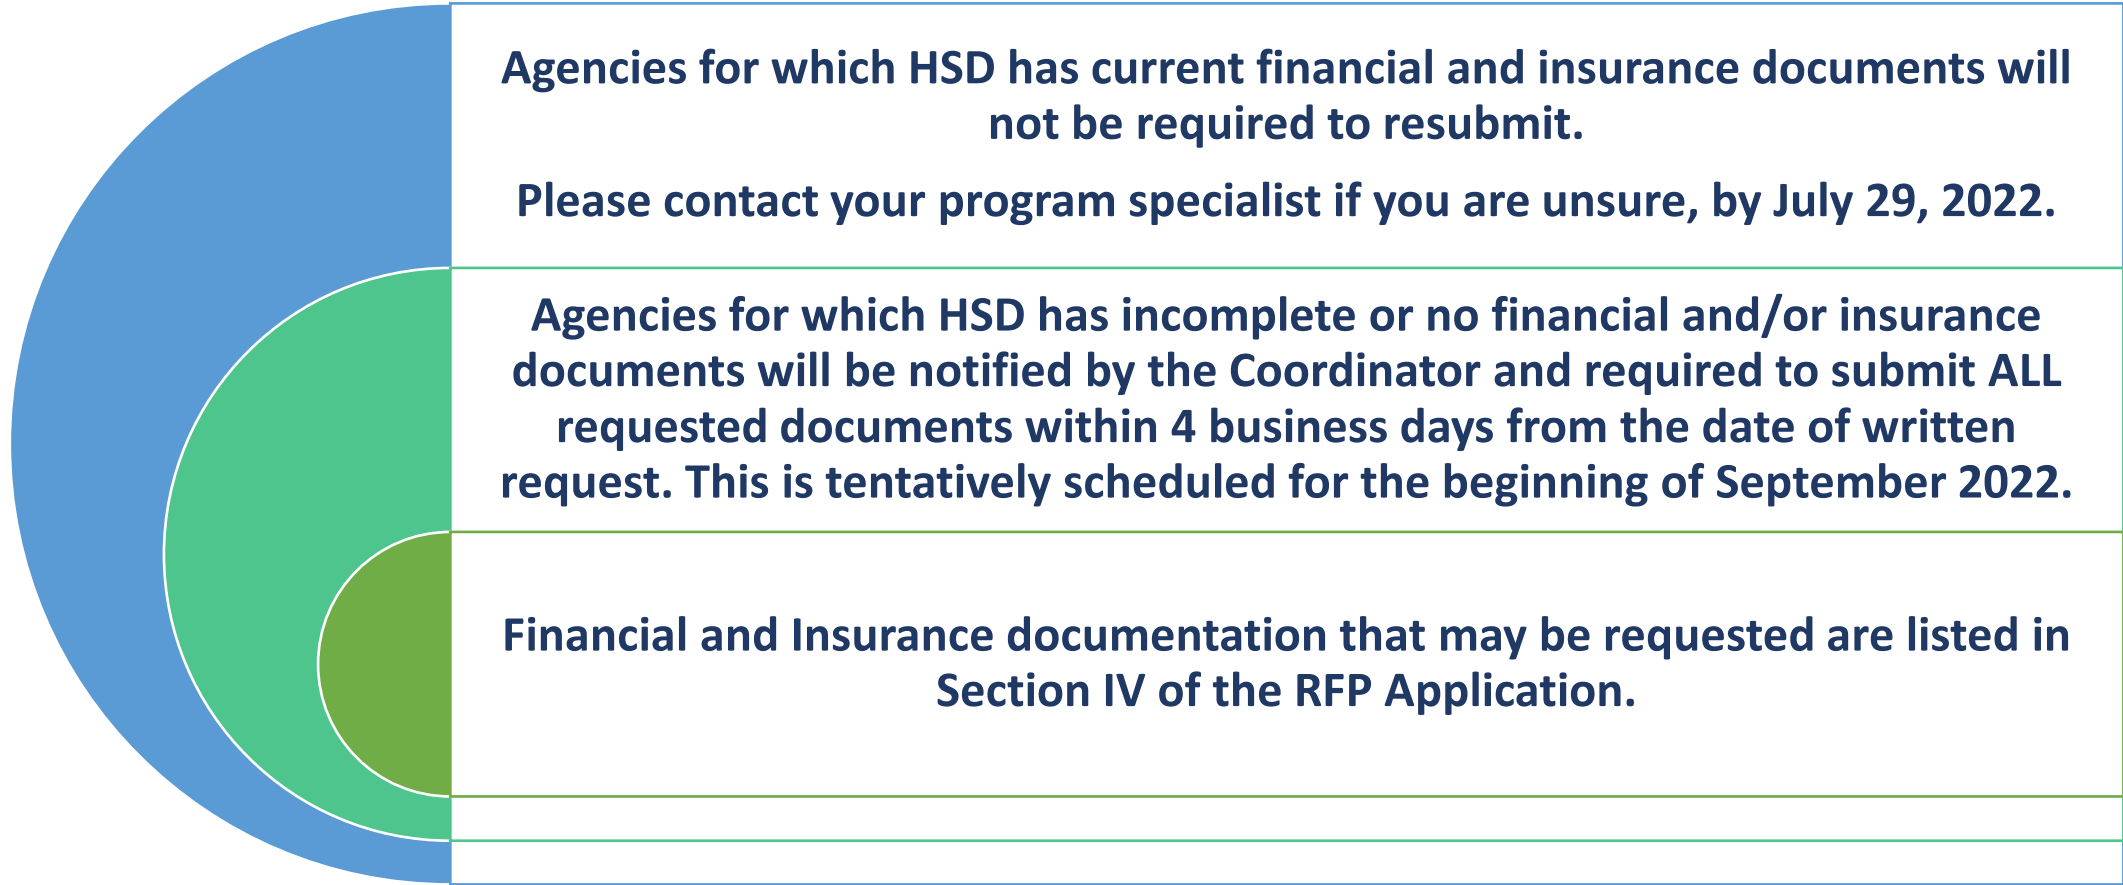 Agencies for which HSD has current financial and insurance documents will
not be required to resubmit.
Please contact your program specialist if you are unsure, by July 29, 2022.
Agencies for which HSD has incomplete or no financial and/or insurance
documents will be notified by the Coordinator and required to submit ALL
requested documents within 4 business days from the date of written
request. This is tentatively scheduled for the beginning of September 2022.
Financial and Insurance documentation that may be requested are listed in
Section IV of the RFP Application.